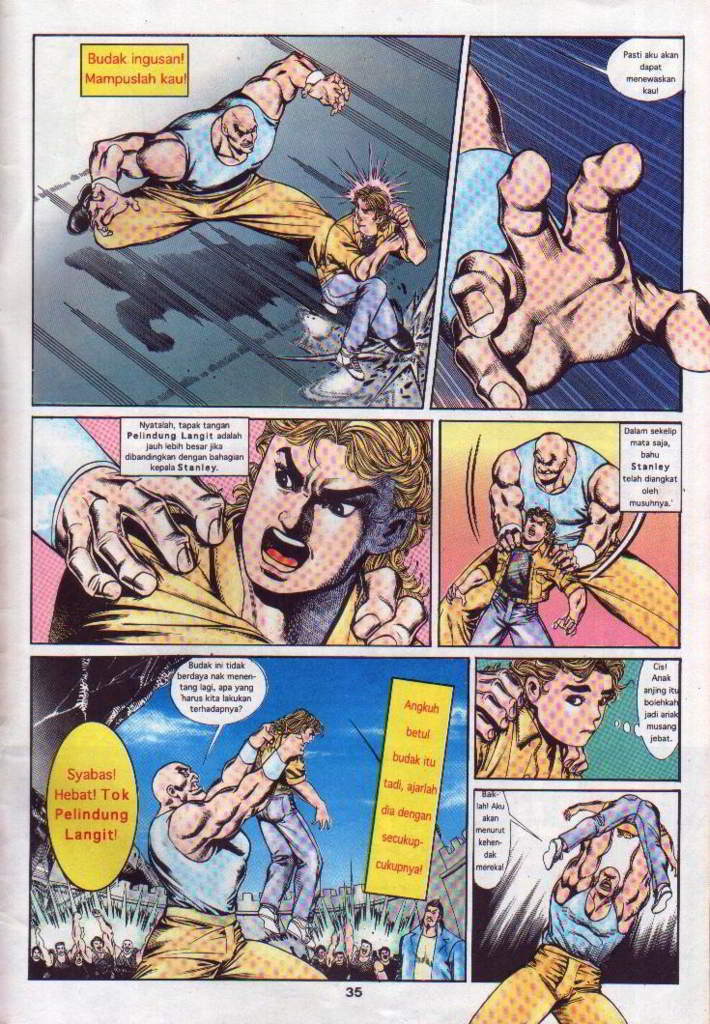 Budak ingusan!
Mampuslah kau!
Pasti aku akan
dapat
menewaskan
kau!
Nyatalah, tapak tangan
Pelindung Langit adalah
jauh lebih besar jika
dibandingkan dengan bahagian
kepala Stanley.
Dalam sekelip
mata saja,
bahu
Stanley
telah diangkat
oleh
musuhnya.
Budak ini tidak
berdaya nak menen-
tang lagi, apa yang
harus kita lakukan
terhadapnya?
Syabas!
Hebat! Tok
Pelindung
Langit!
Angkuh
betul
budak itu
tadi, ajarlah
dia dengan
secukup-
cukupnya!
Cis!
Anak
anjing itu
bolehkah
jadi anak
musang
jebat.
Baik-
lah! Aku
akan
menurut
kehen-
dak
mereka!
35